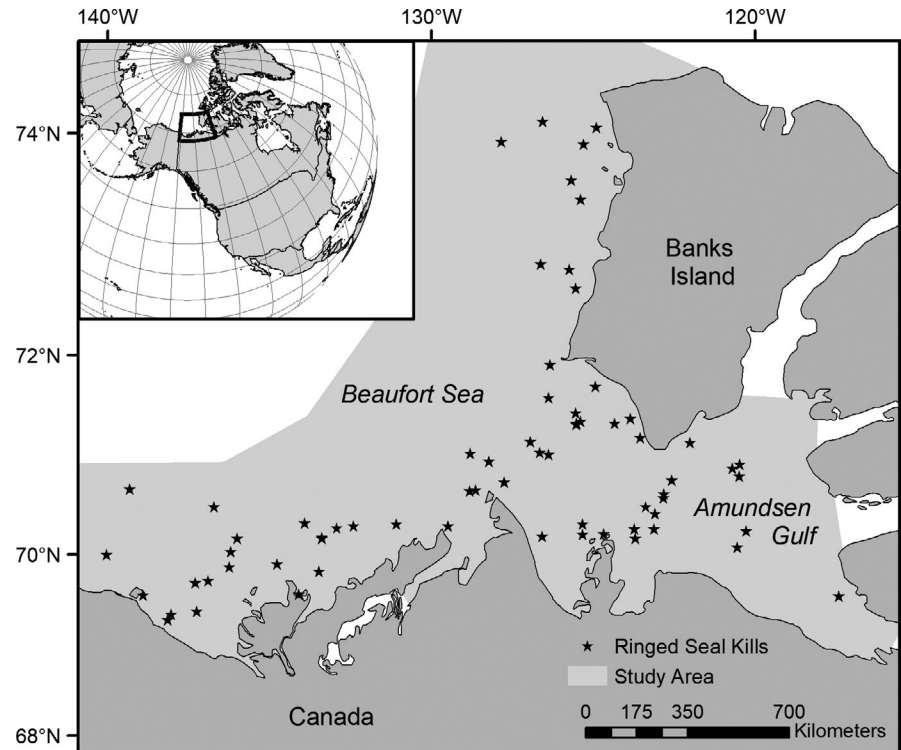 140°W 130°W 120°W
74°N
Banks
Island
72°N
Beaufort Sea
Amundsen
Gulf
70°N
Ringed Seal Kills
Study Area
0 175 350 700
Kilometers
Canada
68°N